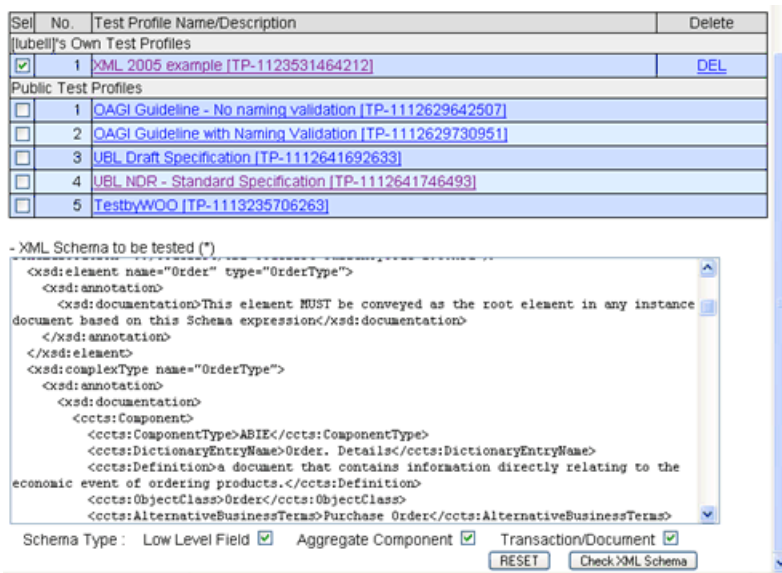 Sel No. Test Profile Name/Description Delete
[lubell]'s Own Test Profiles
1 XML 2005 example [TP-1123531464212] DEL
Public Test Profiles
1 OAGI Guideline - No naming validation [TP-1112629642507]
2 OAGI Guideline with Naming Validation [TP-1112629730951]
3 UBL Draft Specification [TP-1112641692633]
4 UBL NDR - Standard Specification [TP-1112641746493]
5 TestbyWOO [TP-1113235706263]
- XML Schema to be tested (*)
<xsd:element name="Order" type="OrderType">
<xsd:annotation>
<xsd:documentation>This element MUST be conveyed as the root element in any instance
document based on this Schema expression</xsd:documentation>
</xsd:annotation>
</xsd:element>
<xsd:complexType name="OrderType">
<xsd:annotation>
<xsd:documentation>
<ccts:Component>
<ccts:ComponentType>ABIE</ccts:ComponentType>
<ccts:DictionaryEntryName>Order. Details</ccts:DictionaryEntryName>
<ccts:Definition>a document that contains information directly relating to the
economic event of ordering products.</ccts:Definition>
<ccts:ObjectClass>Order</ccts:ObjectClass>
<ccts:AlternativeBusinessTerms>Purchase Order</ccts:AlternativeBusinessTerms>
Schema Type : Low Level Field Aggregate Component Transaction/Document
RESET Check XML Schema